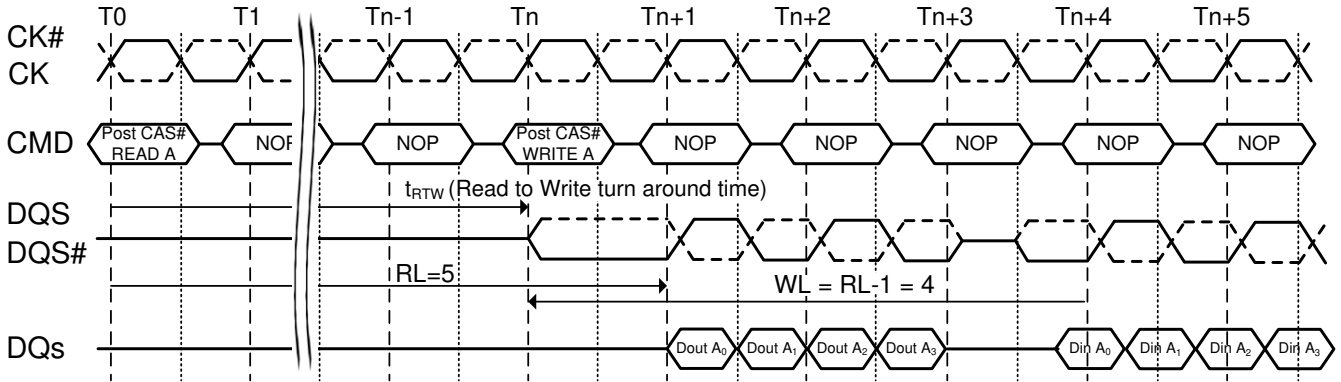 T0 T1 Tn-1 Tn Tn+1 Tn+2 Tn+3 Tn+4 Tn+5
CK#
CK
CMD Post CAS# READ A NOP NOP Post CAS# WRITE A NOP NOP NOP NOP NOP
tRTW (Read to Write turn around time)
DQS
DQS#
RL=5 WL = RL-1 = 4
DQs Dout A0 Dout A1 Dout A2 Dout A3 Din A0 Din A1 Din A2 Din A3